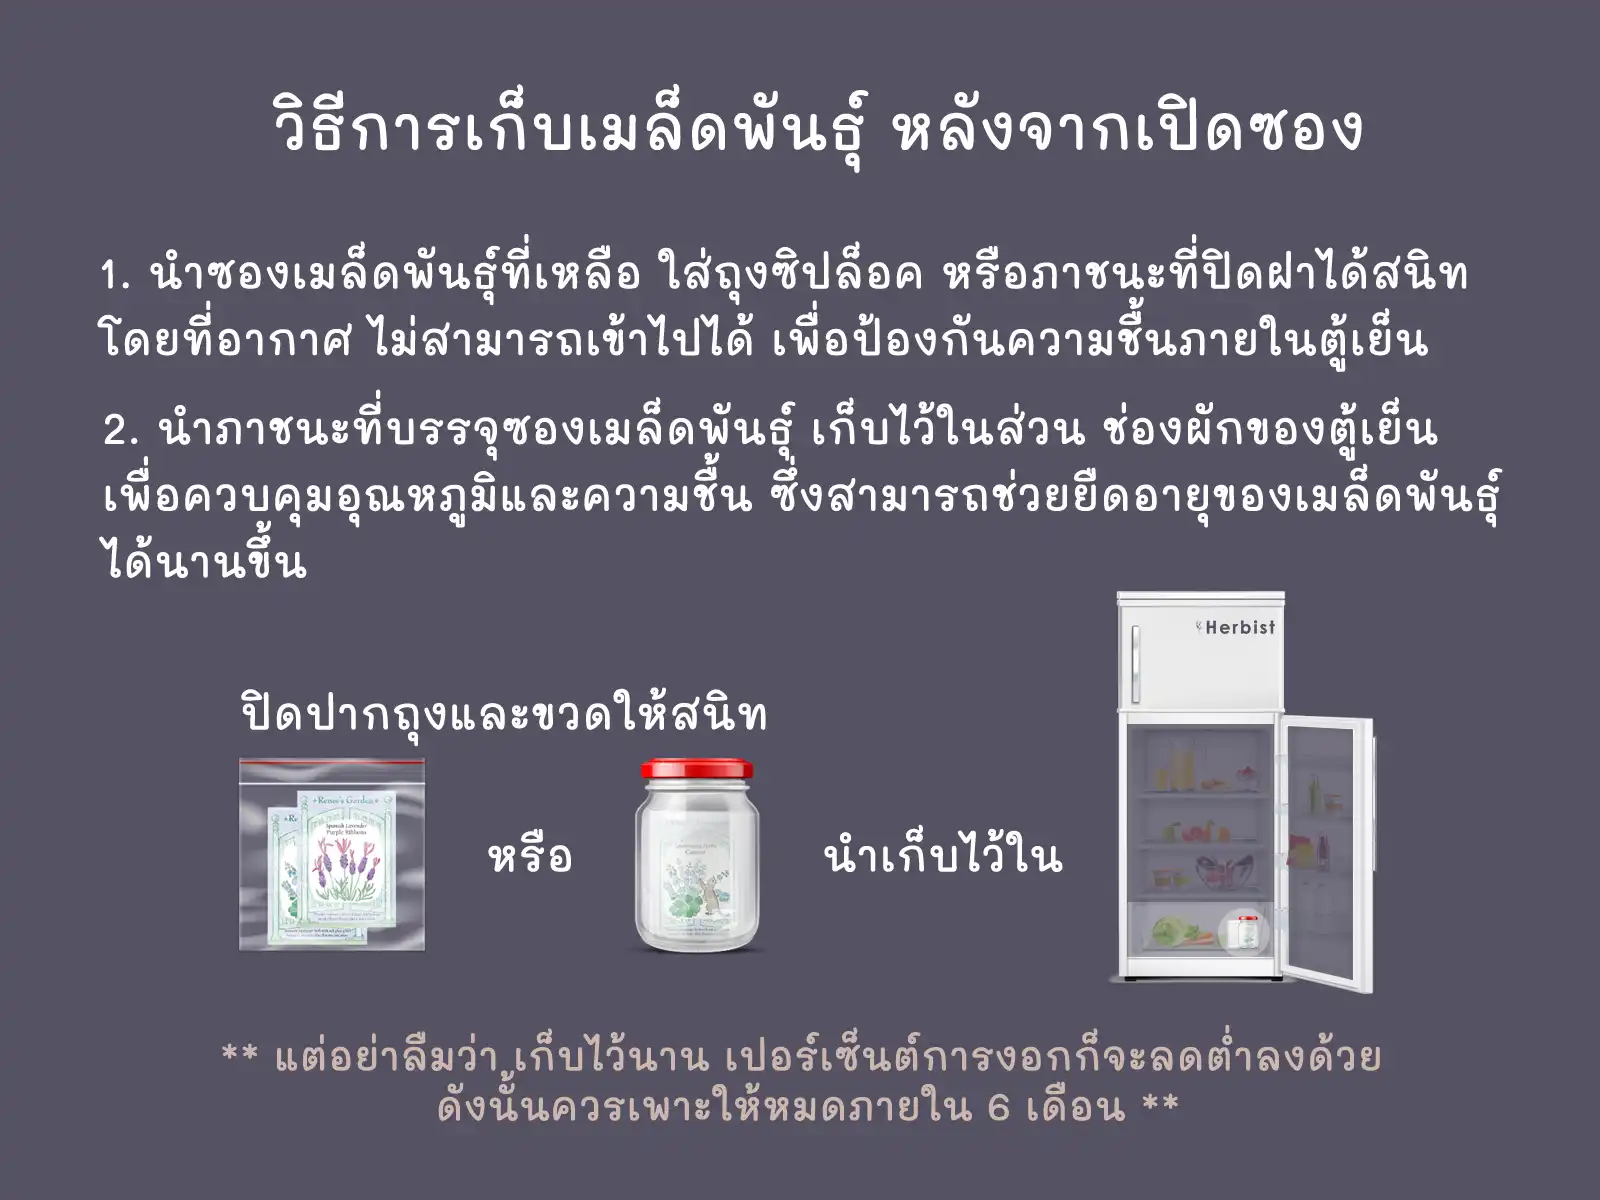 วิธีการเก็บเมล็ดพันธุ์ หลังจากเปิดซอง
1. นำซองเมล็ดพันธุ์ที่เหลือ ใส่ถุงซิปล็อค หรือภาชนะที่ปิดฝาได้สนิท
โดยที่อากาศ ไม่สามารถเข้าไปได้ เพื่อป้องกันความชื้นภายในตู้เย็น
2. นำภาชนะที่บรรจุซองเมล็ดพันธุ์ เก็บไว้ในส่วน ช่องผักของตู้เย็น
เพื่อควบคุมอุณหภูมิและความชื้น ซึ่งสามารถช่วยยืดอายุของเมล็ดพันธุ์
ได้นานขึ้น
Herbist
ปิดปากถุงและขวดให้สนิท
Renee's Garden
Spanish Lavender
Purple Ribbons
หรือ
นำเก็บไว้ใน
** แต่อย่าลืมว่า เก็บไว้นาน เปอร์เซ็นต์การงอกก็จะลดต่ำลงด้วย
ดังนั้นควรเพาะให้หมดภายใน 6 เดือน **